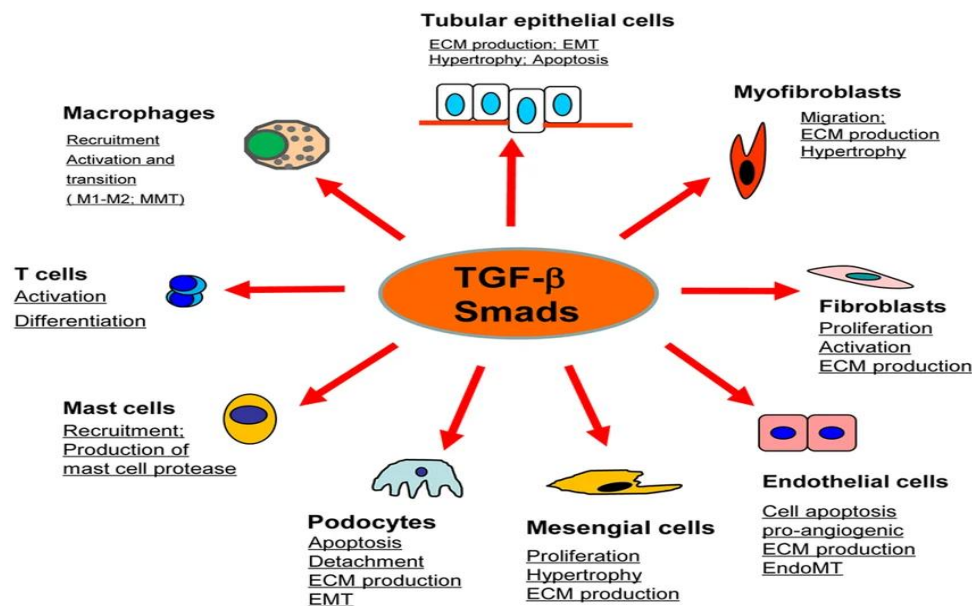 Tubular epithelial cells
ECM production; EMT
Hypertrophy; Apoptosis
Macrophages
Recruitment
Activation and
transition
( M1-M2; MMT)
Myofibroblasts
Migration;
ECM production
Hypertrophy
T cells
Activation
Differentiation
TGF-β
Smads
Fibroblasts
Proliferation
Activation
ECM production
Mast cells
Recruitment;
Production of
mast cell protease
Podocytes
Apoptosis
Detachment
ECM production
EMT
Mesengial cells
Proliferation
Hypertrophy
ECM production
Endothelial cells
Cell apoptosis
pro-angiogenic
ECM production
EndoMT